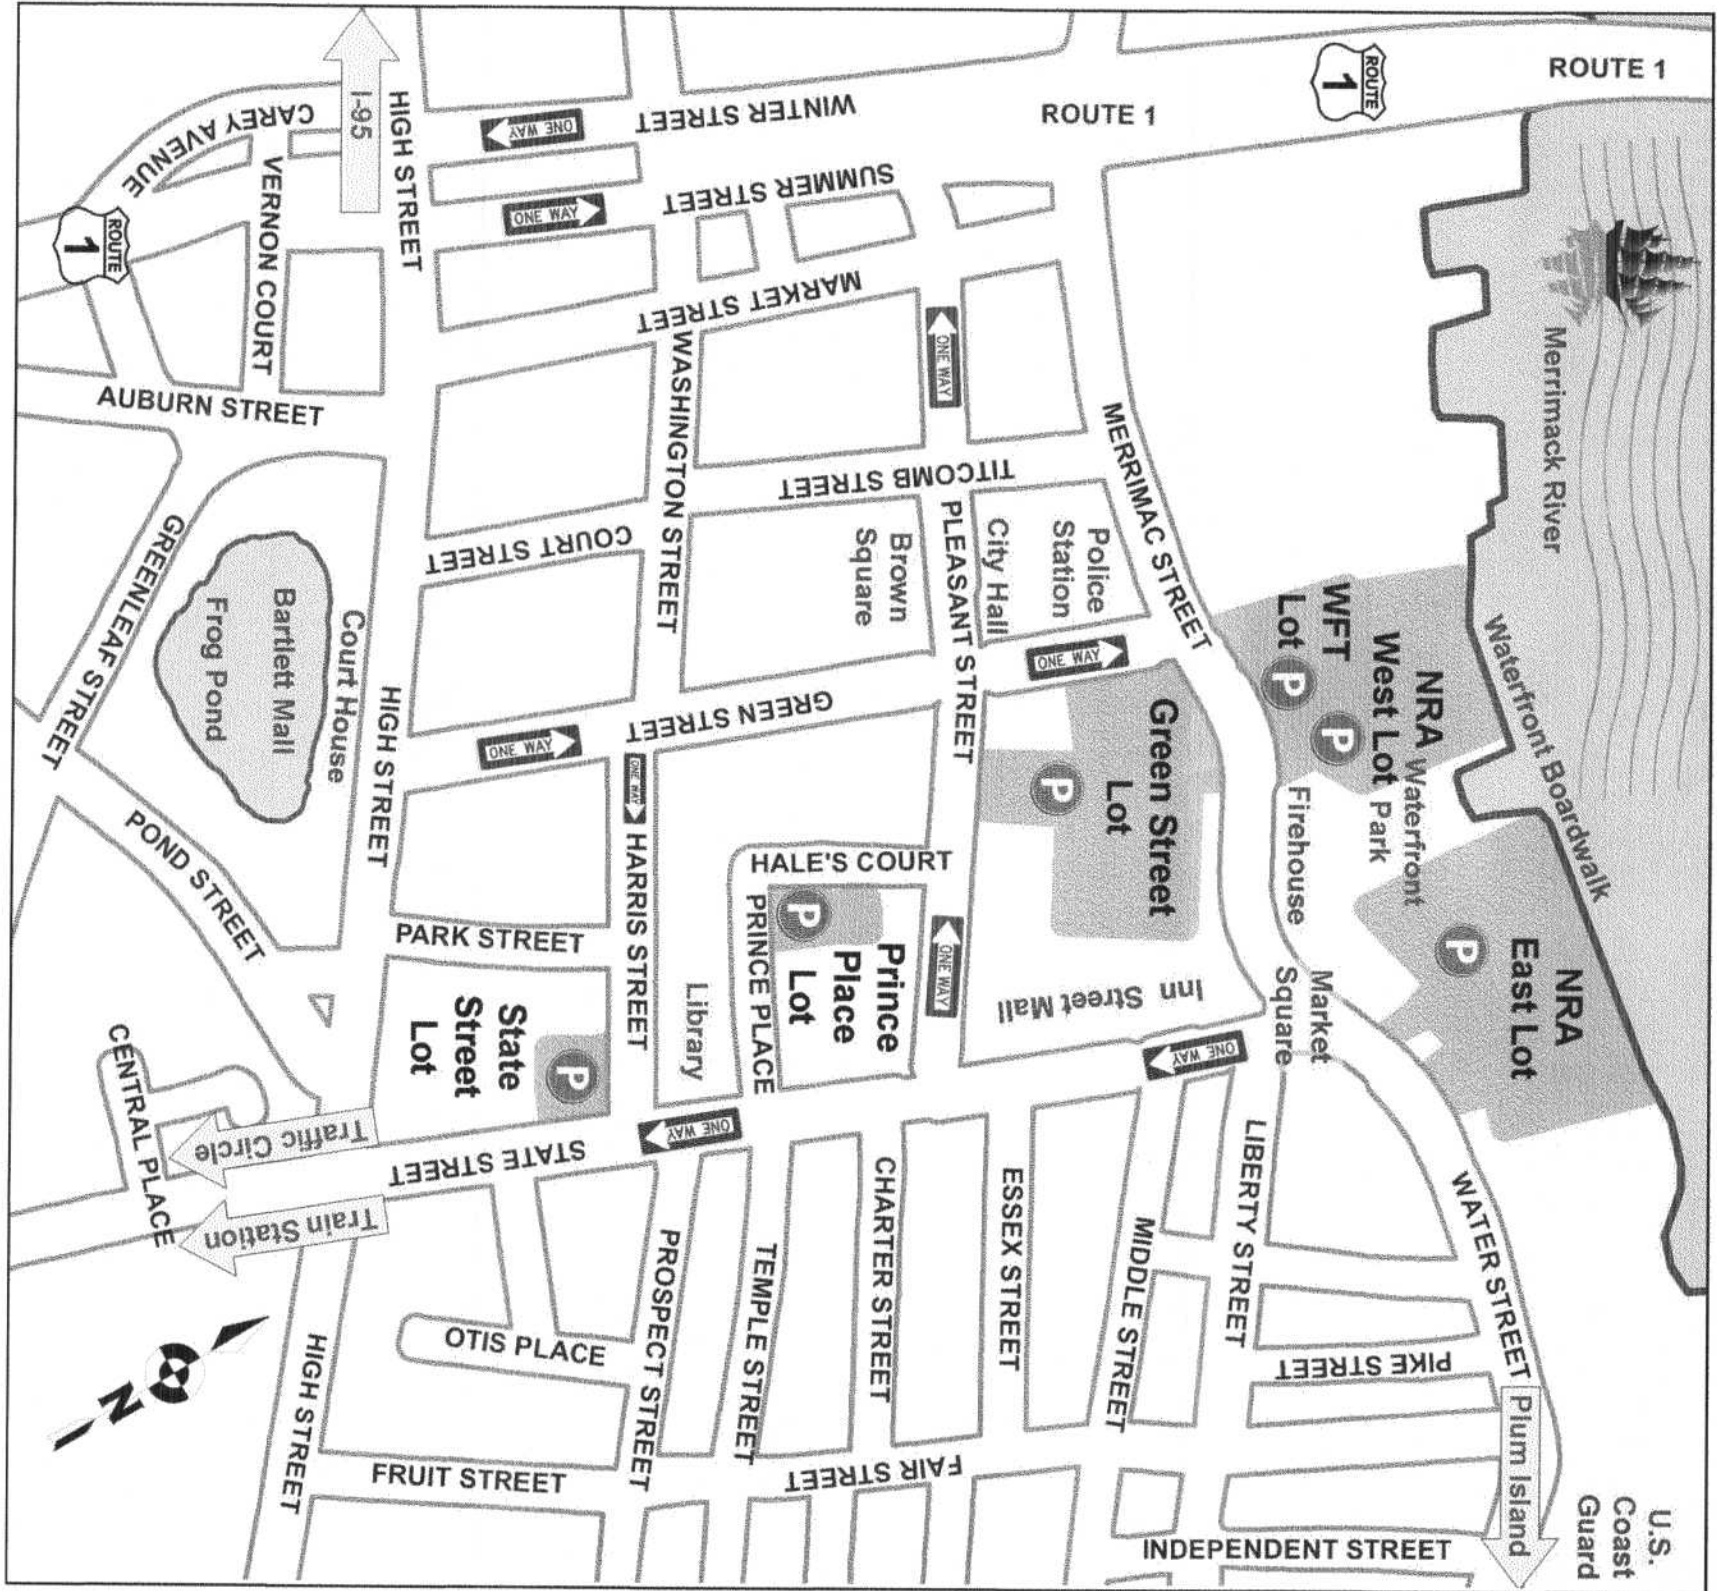 ROUTE 1
ROUTE
1
ROUTE 1
WINTER STREET
ONE WAY
I-95
HIGH STREET
CAREY AVENUE
VERNON COURT
ROUTE
1
SUMMER STREET
ONE WAY
MARKET STREET
ONE WAY
AUBURN STREET
WASHINGTON STREET
TITCOMB STREET
COURT STREET
MERRIMAC STREET
Merrimack River
Waterfront Boardwalk
Police
Station
City Hall
PLEASANT STREET
Brown
Square
GREENLEAF STREET
Court House
Bartlett Mall
Frog Pond
HIGH STREET
ONE WAY
GREEN STREET
ONE WAY
ONE WAY
HARRIS STREET
WFT
Lot
P
NRA
West Lot
P
Waterfront
Park
Firehouse
Green Street
Lot
P
HALE'S COURT
PRINCE PLACE
P
Prince
Place
Lot
ONE WAY
Inn Street Mall
Market
Square
NRA
East Lot
P
POND STREET
PARK STREET
Library
State
Street
Lot
P
CENTRAL PLACE
Traffic Circle
Train Station
STATE STREET
ONE WAY
ONE WAY
LIBERTY STREET
MIDDLE STREET
ESSEX STREET
CHARTER STREET
TEMPLE STREET
PROSPECT STREET
OTIS PLACE
HIGH STREET
FRUIT STREET
FAIR STREET
WATER STREET
PIKE STREET
INDEPENDENT STREET
Plum Island
U.S.
Coast
Guard
N